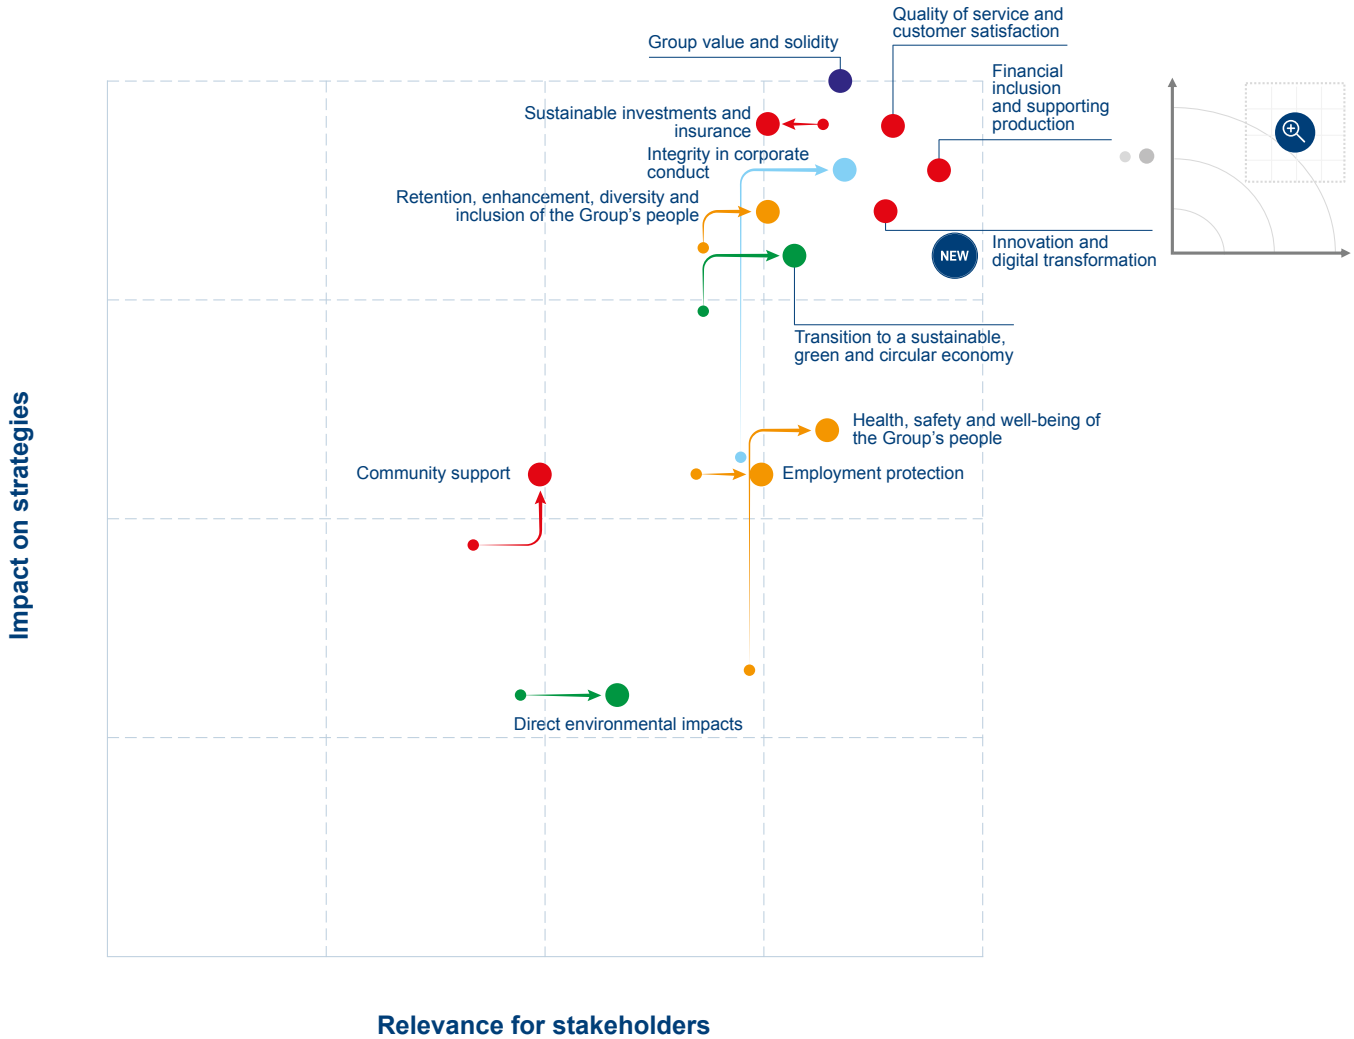 Quality of service and
customer satisfaction
Group value and solidity
Financial
inclusion
and supporting
production
Sustainable investments and
insurance
Integrity in corporate
conduct
Retention, enhancement, diversity and
inclusion of the Group’s people
NEW
Innovation and
digital transformation
Transition to a sustainable,
green and circular economy
Health, safety and well-being of
the Group’s people
Community support
Employment protection
Direct environmental impacts
Impact on strategies
Relevance for stakeholders